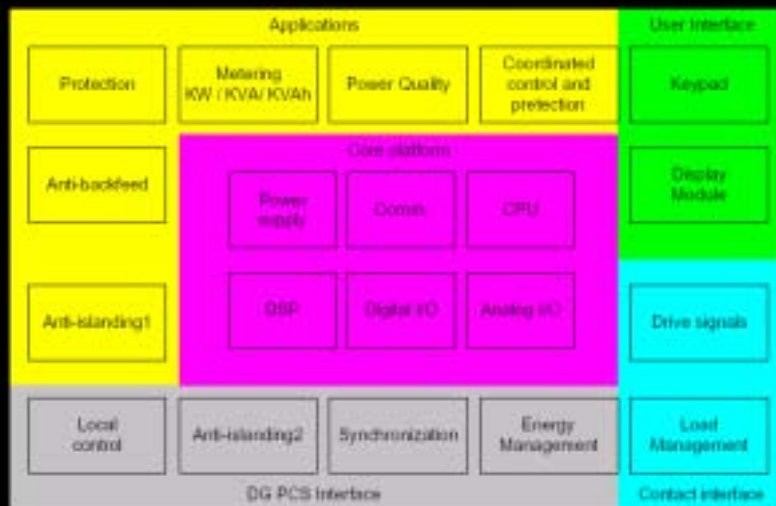 Applications
User Interface
Protection
Metering
KW / KVA/ KVAh
Power Quality
Coordinated
control and
pretection
Keypad
Core platform
Anti-backfeed
Power
supply
Comm.
CPU
Display
Module
Anti-islanding1
DSP
Digital I/O
Analog I/O
Drive signals
Local
control
Anti-islanding2
Synchronization
Energy
Management
Load
Management
DG PCS Interface
Contact interface